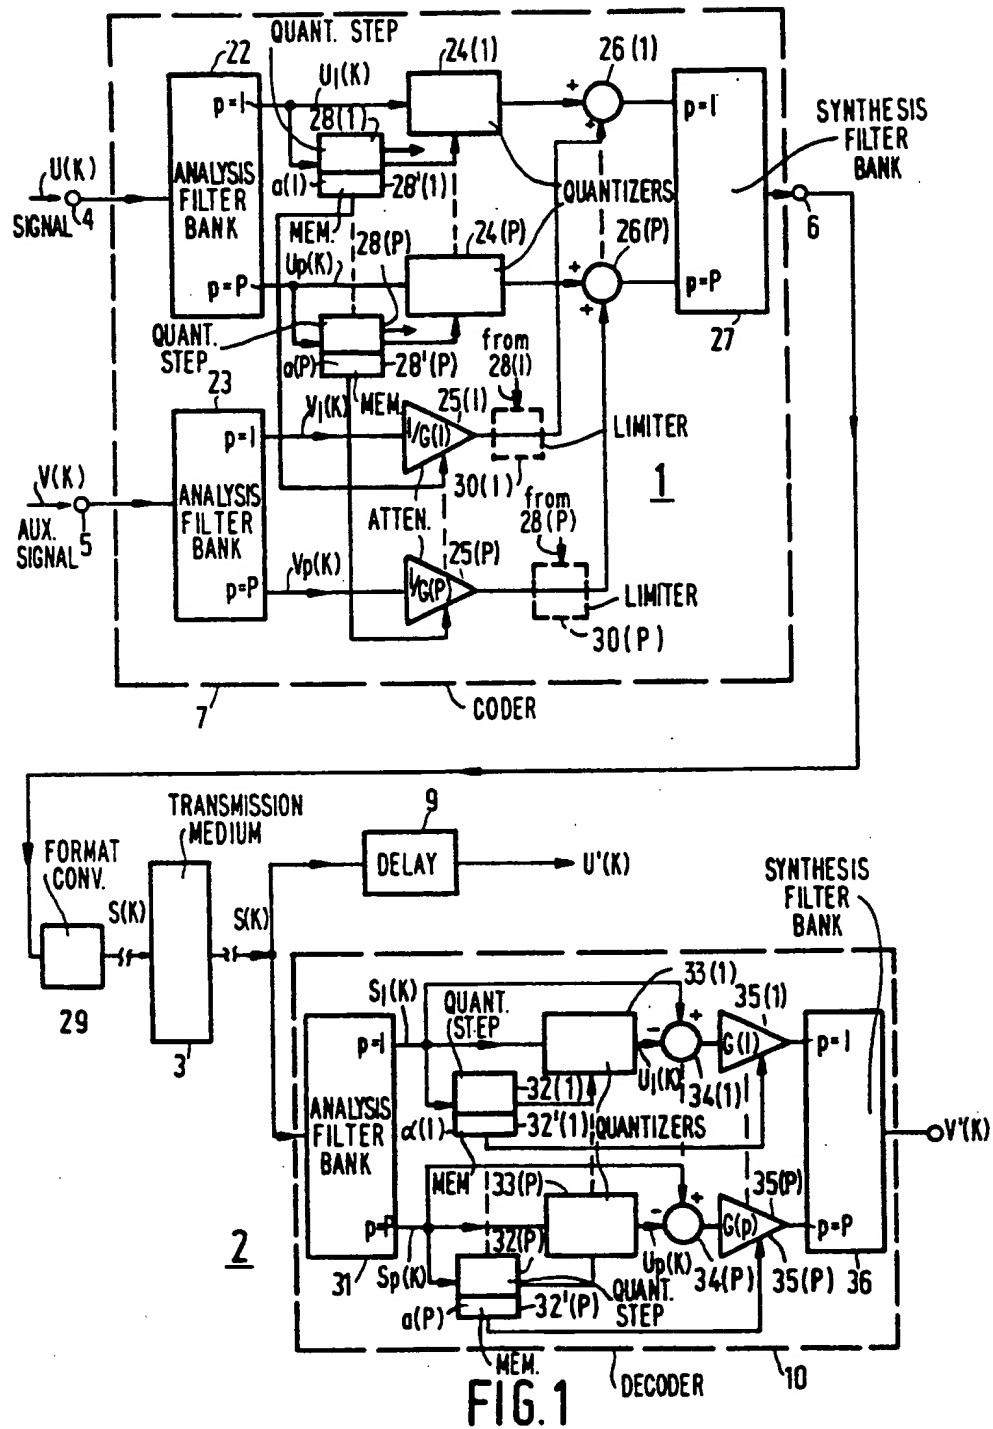 QUANT. STEP
22
U1(K)
24(1)
26(1)
p=1
28(1)
+
+
p=1
SYNTHESIS
FILTER
BANK
U(K)
SIGNAL
4
ANALYSIS
FILTER
BANK
a(1)
28'(1)
QUANTIZERS
MEM.
28(P)
24(P)
26(P)
6
Up(K)
p=P
+
+
p=P
QUANT.
STEP
27
a(P)
28'(P)
MEM.
from
28(1)
23
V1(K)
25(1)
p=1
1/G(1)
LIMITER
30(1)
1
V(K)
AUX.
SIGNAL
5
ANALYSIS
FILTER
BANK
ATTEN.
from
28(P)
Vp(K)
25(P)
p=P
1/G(P)
LIMITER
30(P)
7
CODER
TRANSMISSION
MEDIUM
9
FORMAT
CONV.
DELAY
U'(K)
SYNTHESIS
FILTER
BANK
S(K)
S(K)
29
3
S1(K)
QUANT.
STEP
33(1)
35(1)
p=1
-
+
G(1)
p=1
U1(K)
34(1)
32(1)
ANALYSIS
FILTER
BANK
α(1)
32'(1)
QUANTIZERS
V'(K)
MEM
33(P)
35(P)
p=P
-
+
G(p)
p=P
2
Sp(K)
32(P)
Up(K)
34(P)
35(P)
36
31
a(P)
32'(P)
QUANT.
STEP
MEM.
DECODER
10
FIG.1